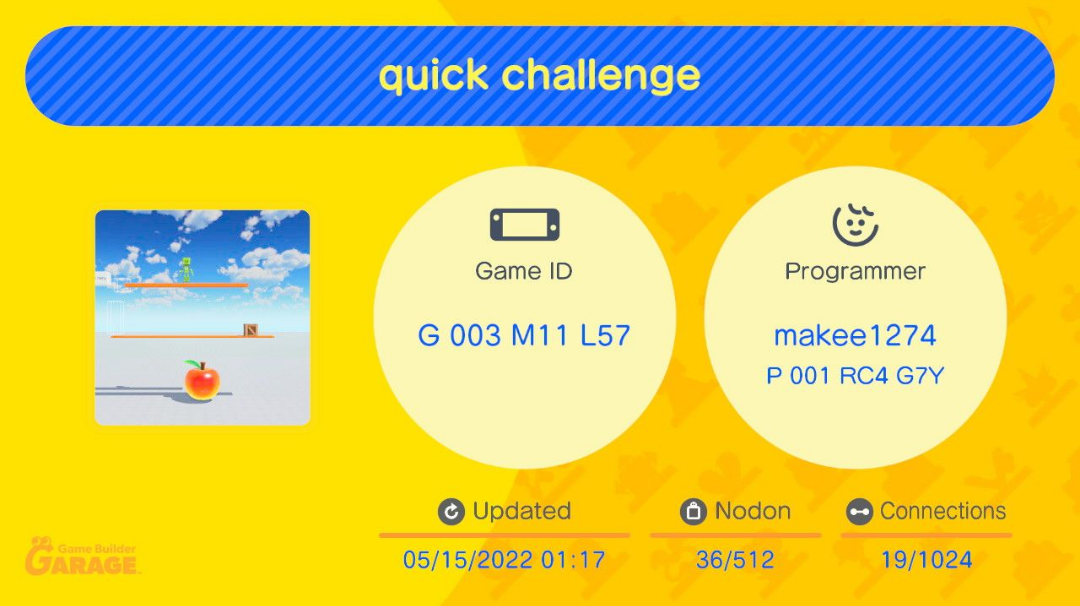 quick challenge
Game ID
G 003 M11 L57
Programmer
makee1274
P 001 RC4 G7Y
Updated
05/15/2022 01:17
Nodon
36/512
Connections
19/1024
Game Builder
GARAGE